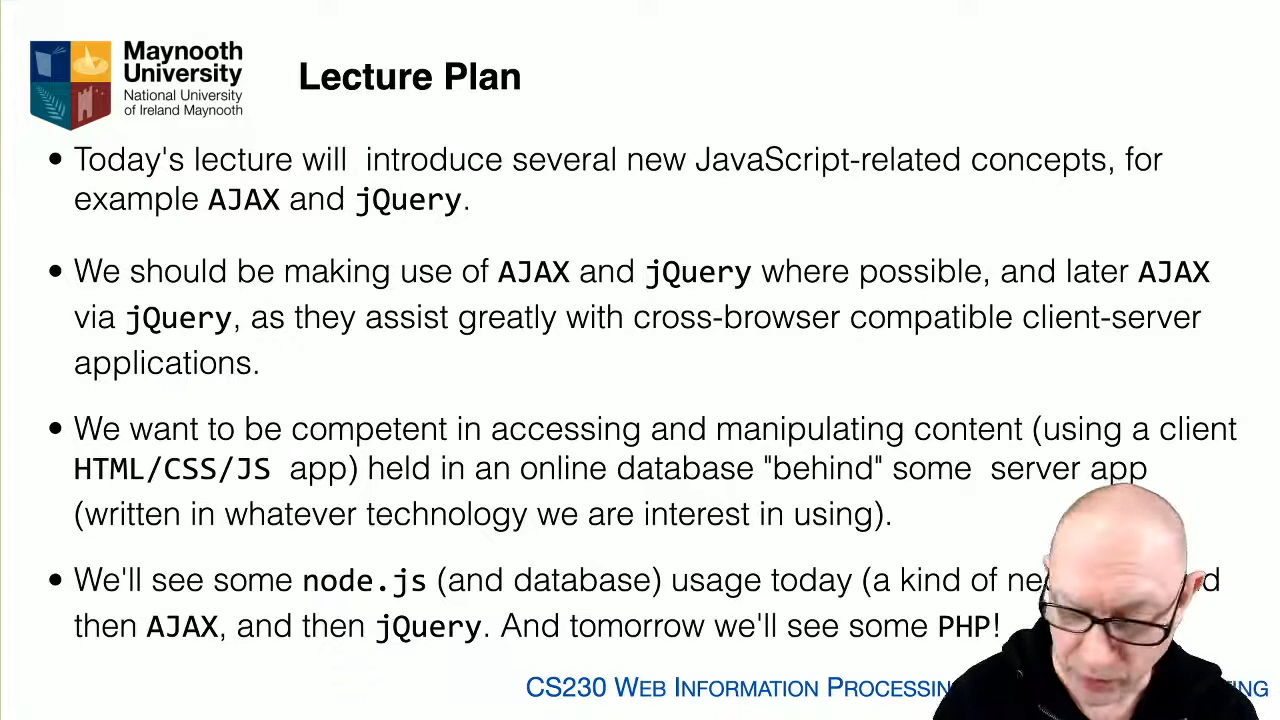 Maynooth
University
National University
of Ireland Maynooth
Lecture Plan
• Today's lecture will introduce several new JavaScript-related concepts, for
example AJAX and jQuery.
• We should be making use of AJAX and jQuery where possible, and later AJAX
via jQuery, as they assist greatly with cross-browser compatible client-server
applications.
• We want to be competent in accessing and manipulating content (using a client
HTML/CSS/JS app) held in an online database "behind" some server app
(written in whatever technology we are interest in using).
• We'll see some node.js (and database) usage today (a kind of
then AJAX, and then jQuery. And tomorrow we'll see some PHP!
CS230 WEB INFORMATION